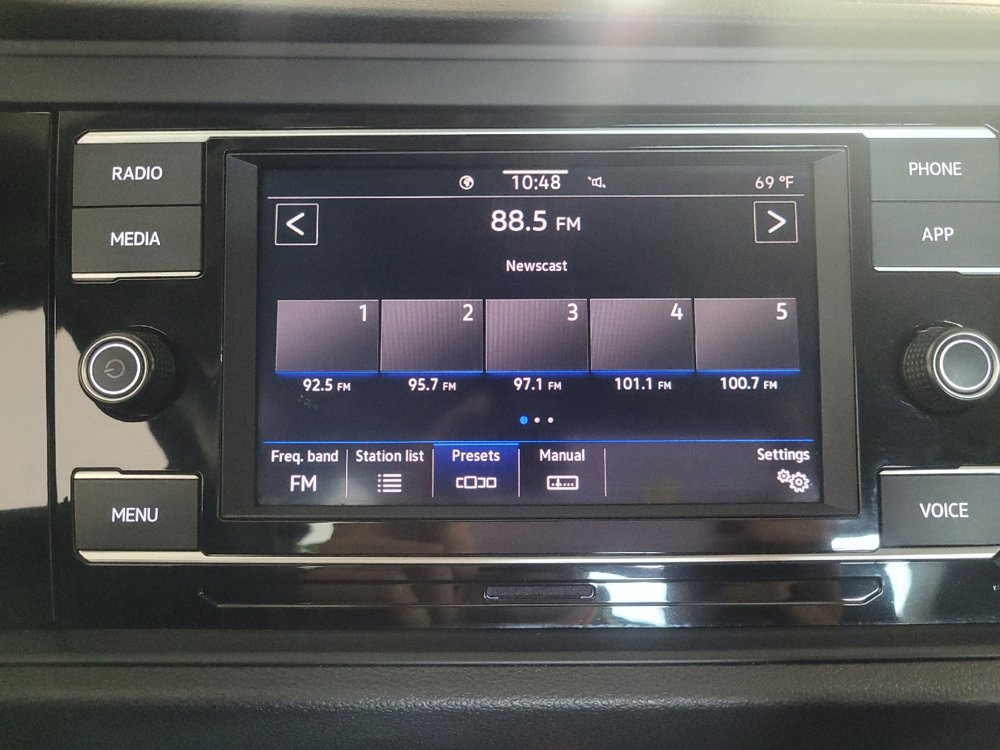 RADIO
MEDIA
MENU
10:48
69 °F
88.5 FM
Newscast
1 2 3 4 5
92.5 FM 95.7 FM 97.1 FM 101.1 FM 100.7 FM
Freq. band Station list Presets Manual Settings
FM
PHONE
APP
VOICE